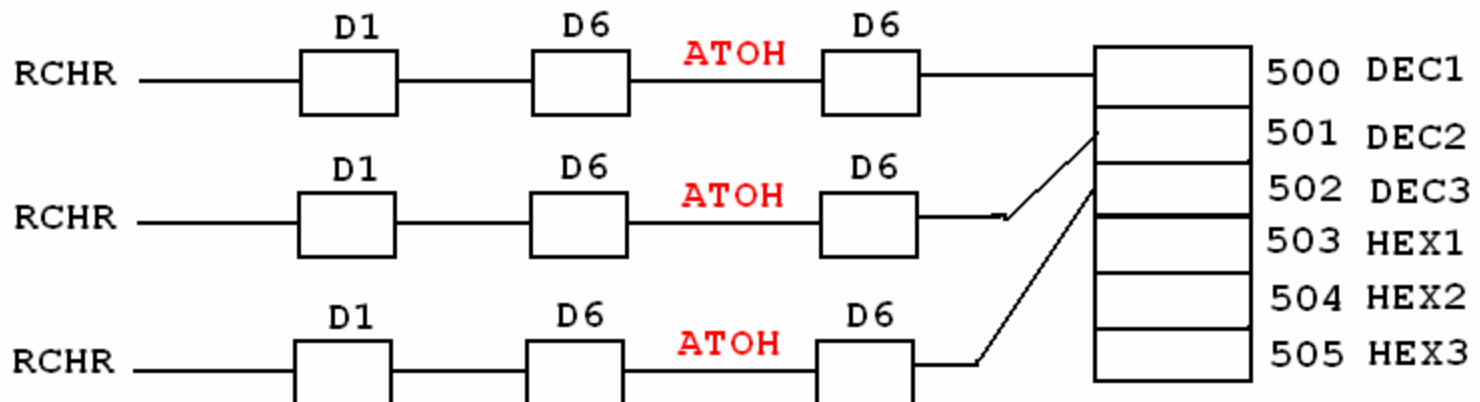 D1 D6 D6
RCHR ATOH 500 DEC1
501 DEC2
D1 D6 D6
RCHR ATOH 502 DEC3
503 HEX1
504 HEX2
D1 D6 D6
RCHR ATOH 505 HEX3